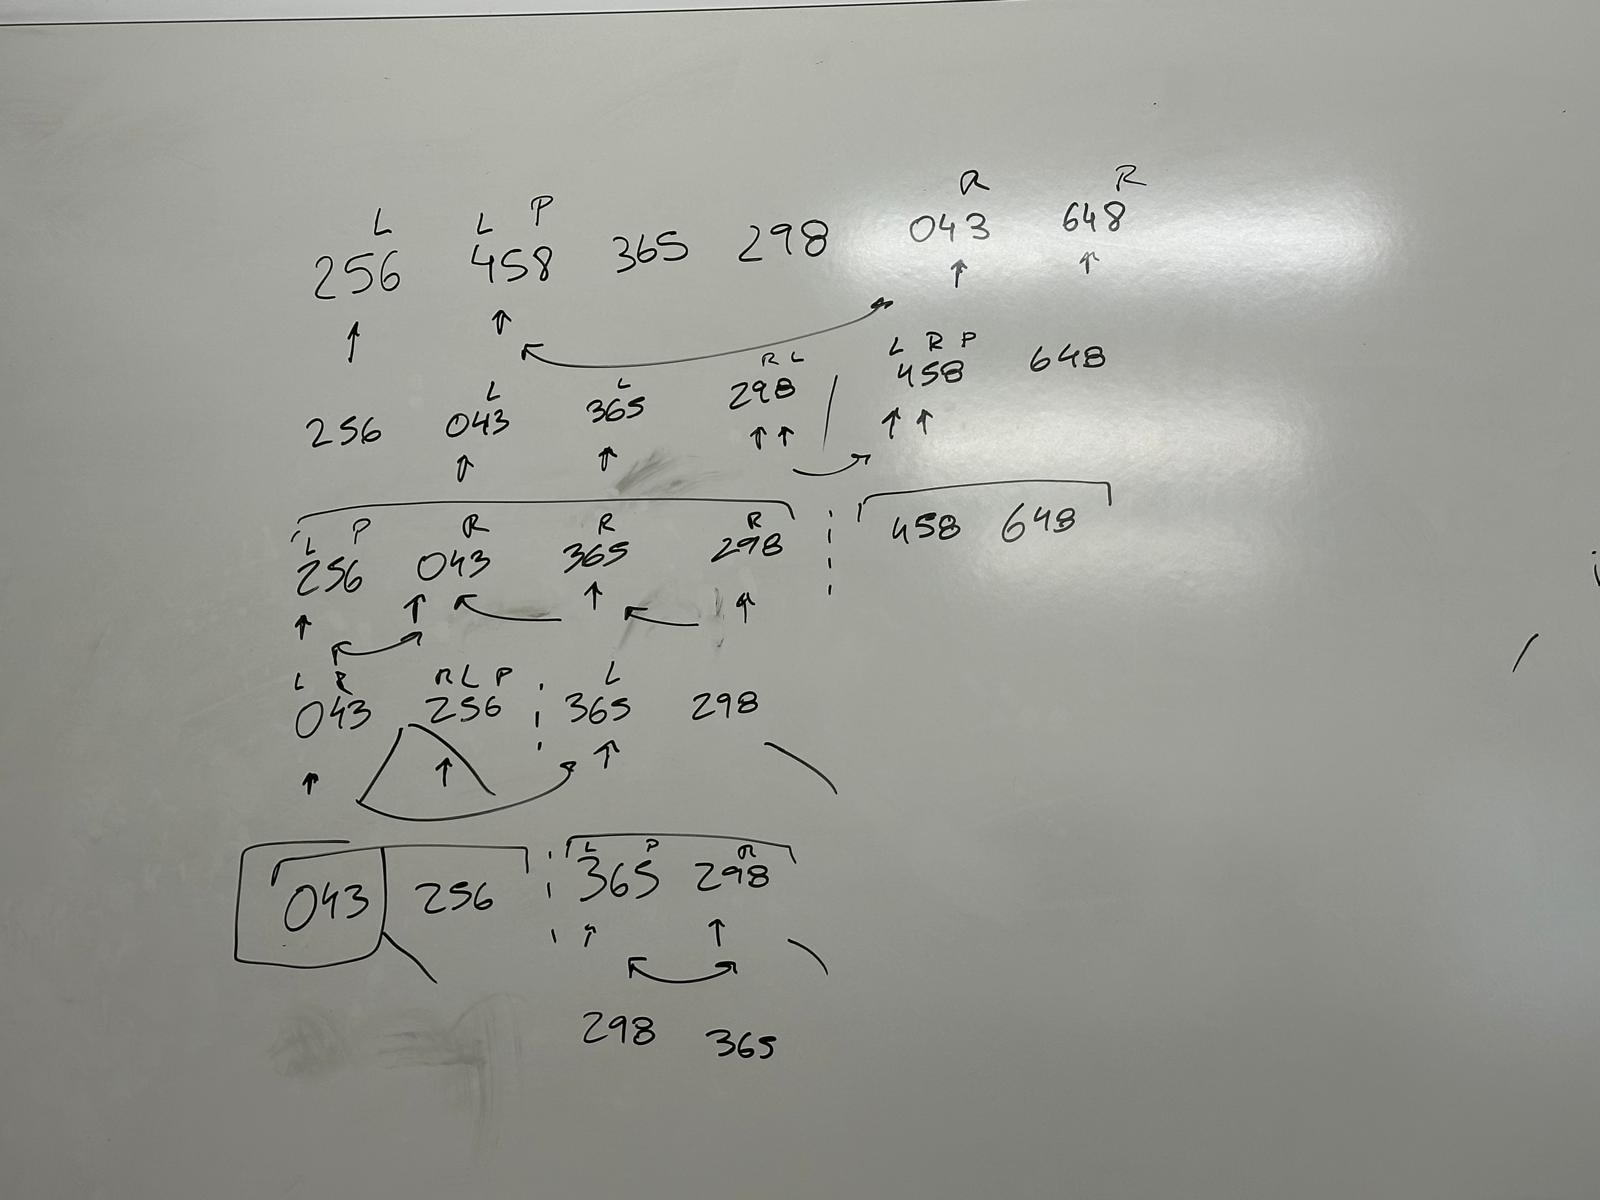 L L P R R
256 458 365 298 043 648
L L R L L R P
256 043 365 298 458 648
L P R R R
256 043 365 298 458 648
L R R L P L
043 256 365 298
L P R
043 256 365 298
298 365